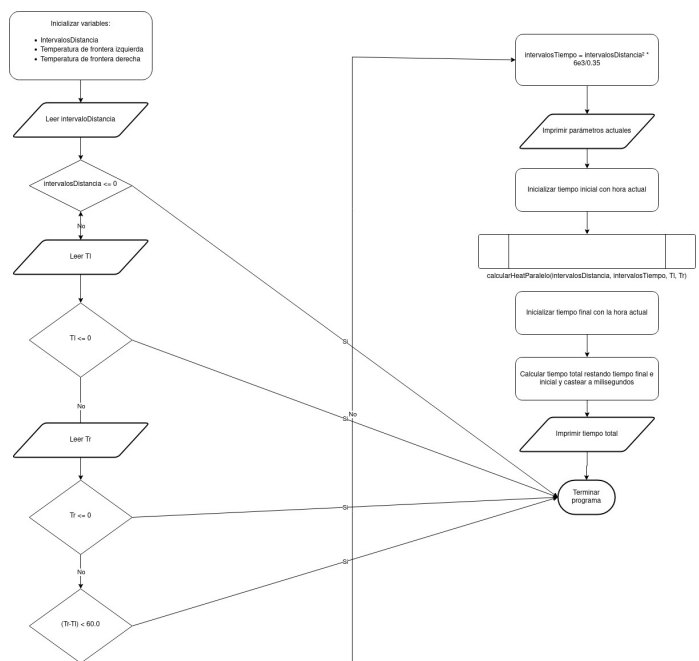 Inicializar variables:
IntervalosDistancia
Temperatura de frontera izquierda
Temperatura de frontera derecha
Leer intervaloDistancia
intervalosDistancia <= 0
No
Leer Tl
Tl <= 0
No
Leer Tr
Tr <= 0
No
(Tr-Tl) < 60.0
Si
Si
No
Si
Si
intervalosTiempo = intervalosDistancia² *
6e3/0.35
Imprimir parámetros actuales
Inicializar tiempo inicial con hora actual
calcularHeatParalelo(intervalosDistancia, intervalosTiempo, Tl, Tr)
Inicializar tiempo final con la hora actual
Calcular tiempo total restando tiempo final e
inicial y castear a milisegundos
Imprimir tiempo total
Terminar
programa